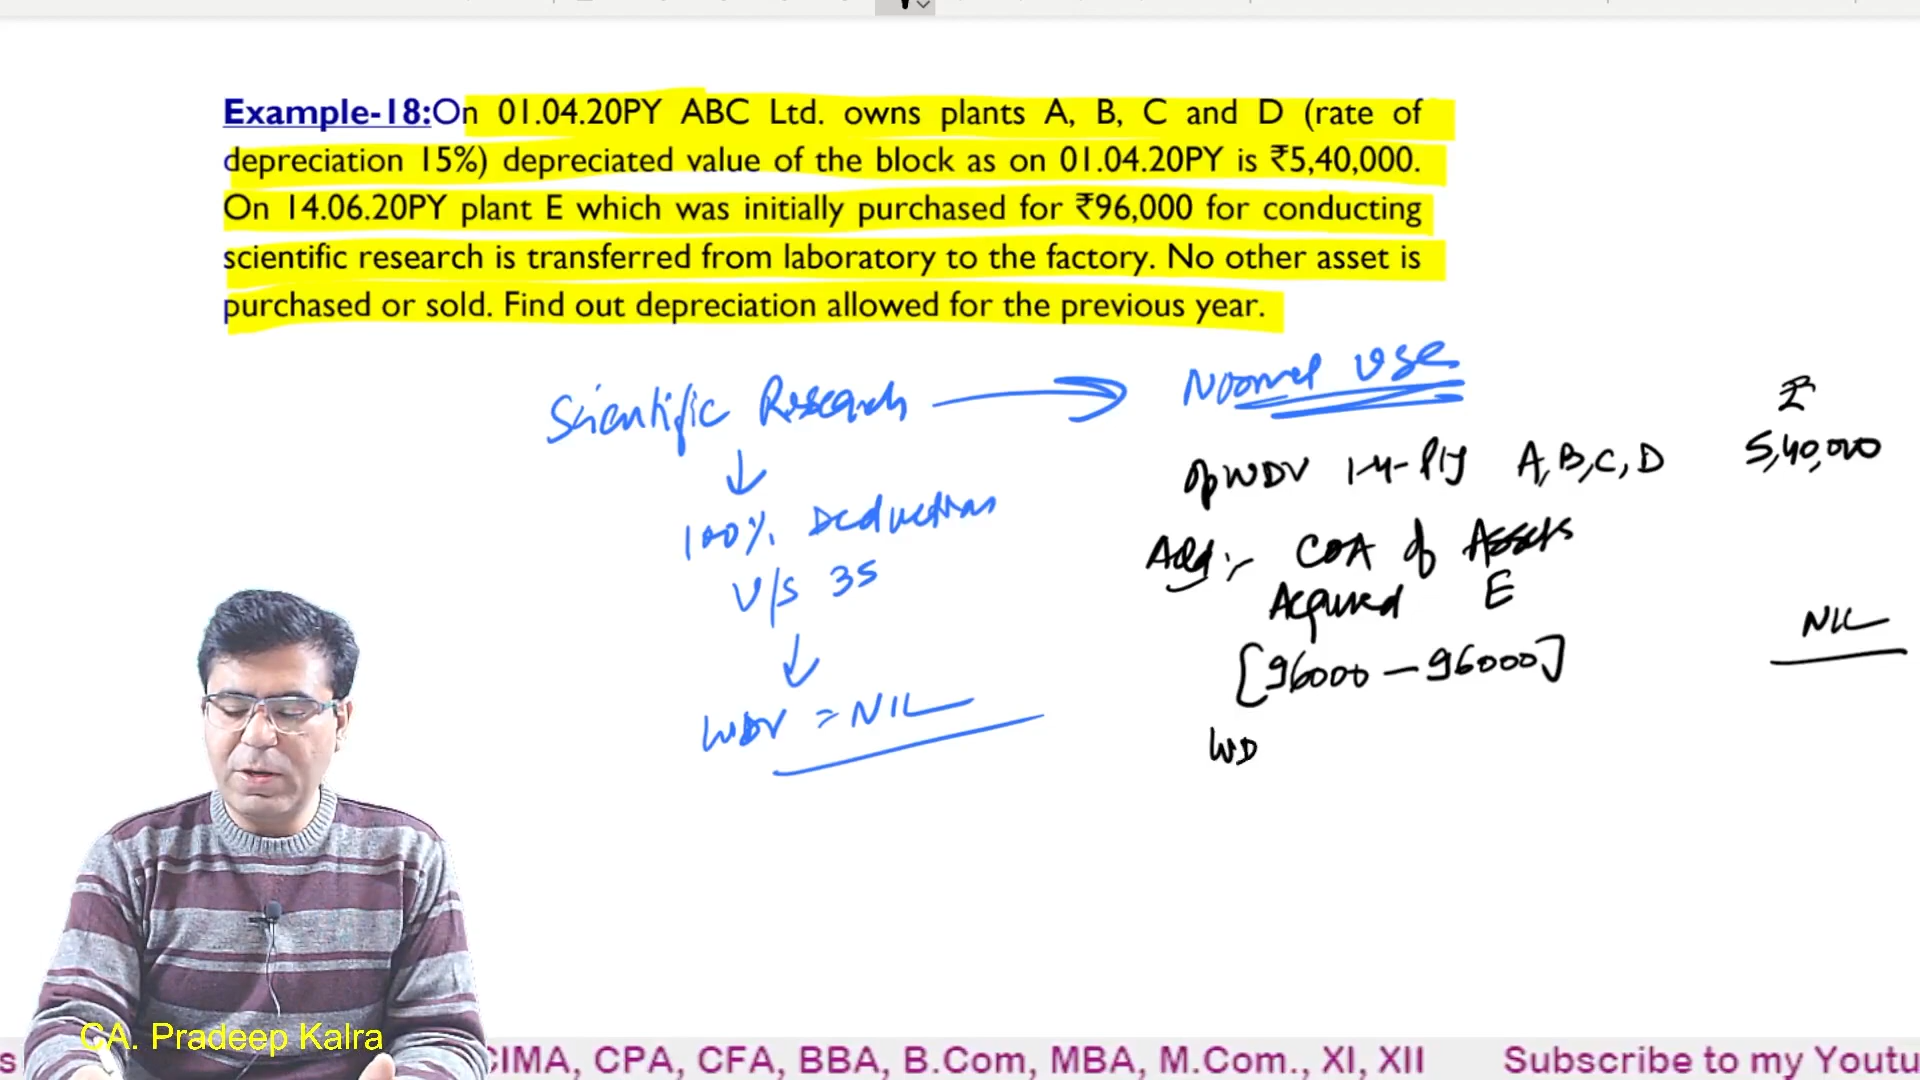 Example-18:On 01.04.20PY ABC Ltd. owns plants A, B, C and D (rate of
depreciation 15%) depreciated value of the block as on 01.04.20PY is ₹5,40,000.
On 14.06.20PY plant E which was initially purchased for ₹96,000 for conducting
scientific research is transferred from laboratory to the factory. No other asset is
purchased or sold. Find out depreciation allowed for the previous year.
Scientific Research → Normal Use
₹
↓
Op WDV 1-4-PY A, B, C, D 5,40,000
100% Deduction
Add:- COA of Assets
U/s 35
Acquired E
NIL
↓
[96000 - 96000]
WDV = NIL
WD
CA. Pradeep Kalra
s CIMA, CPA, CFA, BBA, B.Com, MBA, M.Com., XI, XII Subscribe to my Youtu